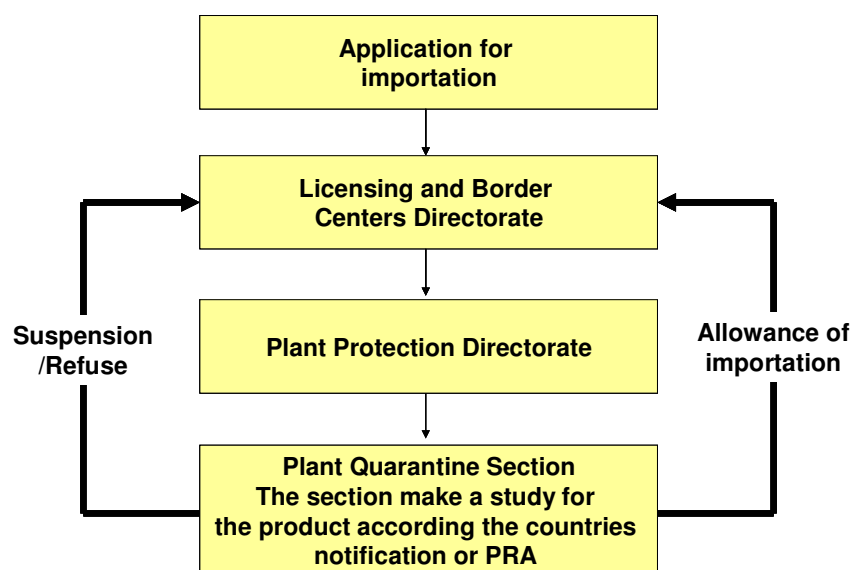 Application for
importation
Licensing and Border
Centers Directorate
Suspension
/Refuse
Plant Protection Directorate
Allowance of
importation
Plant Quarantine Section
The section make a study for
the product according the countries
notification or PRA